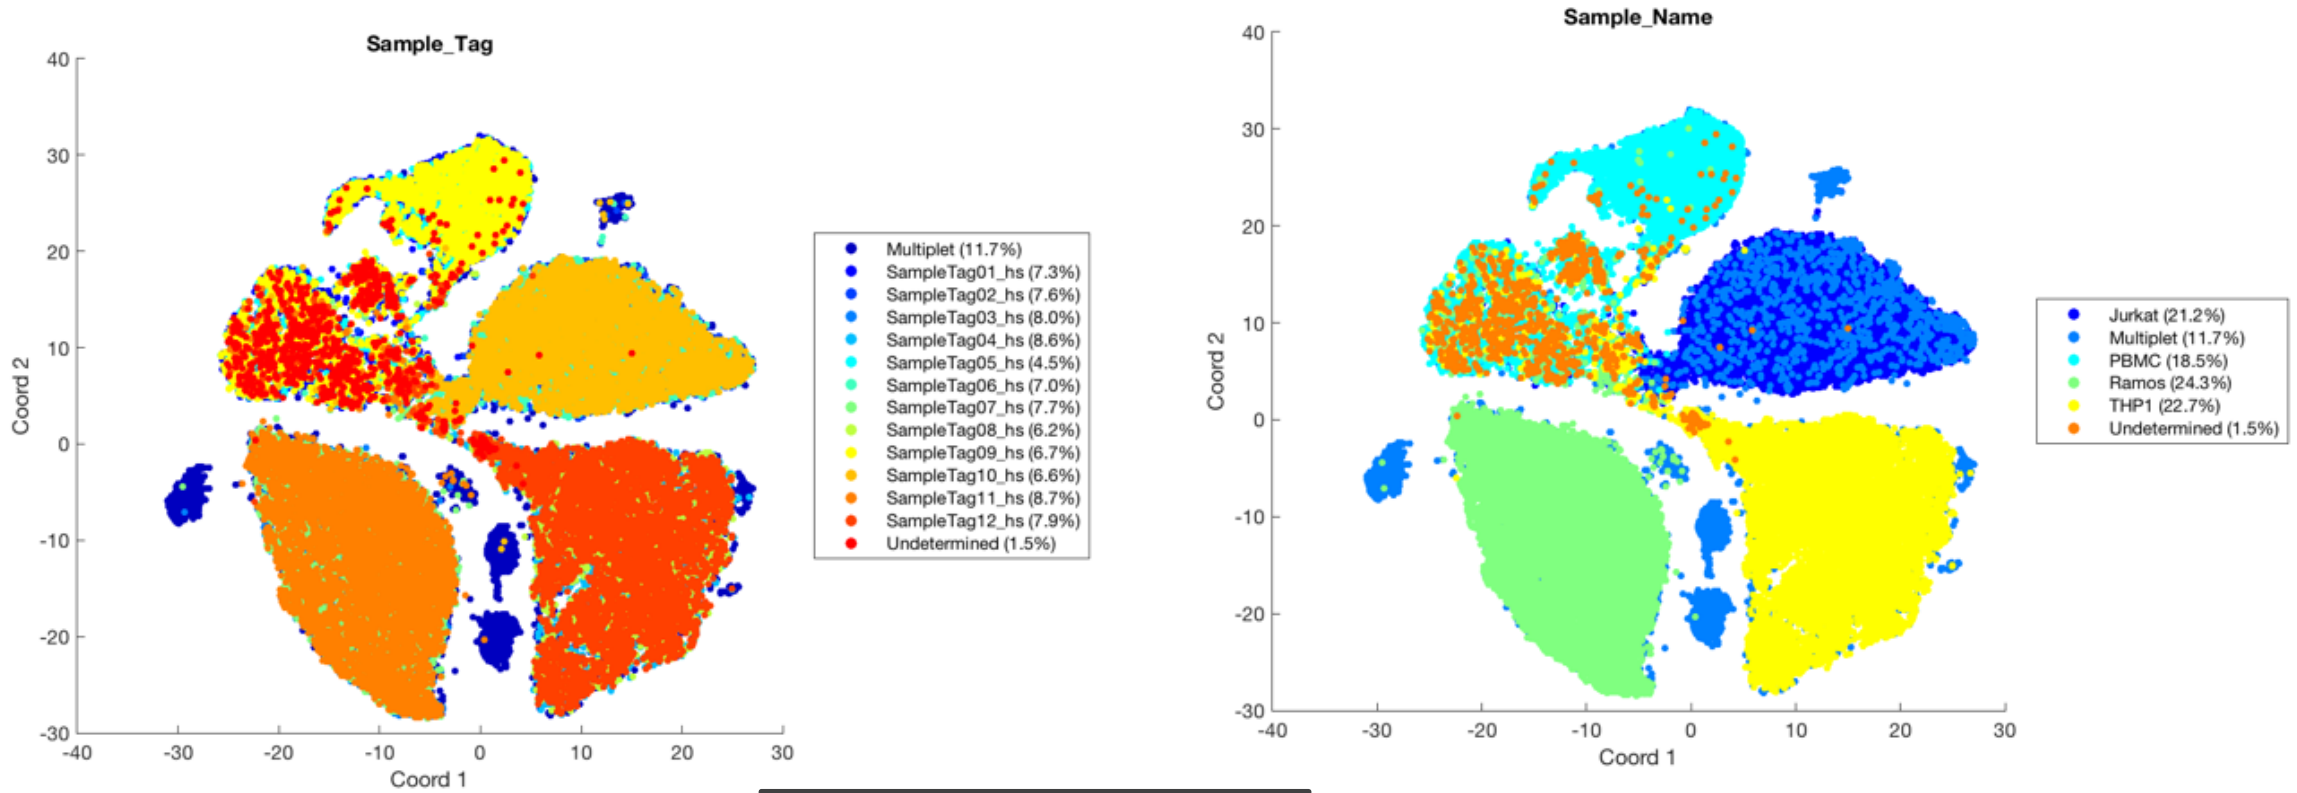 Sample_Tag
40
30
20
10
0
-10
-20
-30
-40
-30
-20
-10
0
10
20
30
Coord 1
Coord 2
Multiplet (11.7%)
SampleTag01_hs (7.3%)
SampleTag02_hs (7.6%)
SampleTag03_hs (8.0%)
SampleTag04_hs (8.6%)
SampleTag05_hs (4.5%)
SampleTag06_hs (7.0%)
SampleTag07_hs (7.7%)
SampleTag08_hs (6.2%)
SampleTag09_hs (6.7%)
SampleTag10_hs (6.6%)
SampleTag11_hs (8.7%)
SampleTag12_hs (7.9%)
Undetermined (1.5%)
Sample_Name
40
30
20
10
0
-10
-20
-30
-40
-30
-20
-10
0
10
20
30
Coord 1
Coord 2
Jurkat (21.2%)
Multiplet (11.7%)
PBMC (18.5%)
Ramos (24.3%)
THP1 (22.7%)
Undetermined (1.5%)